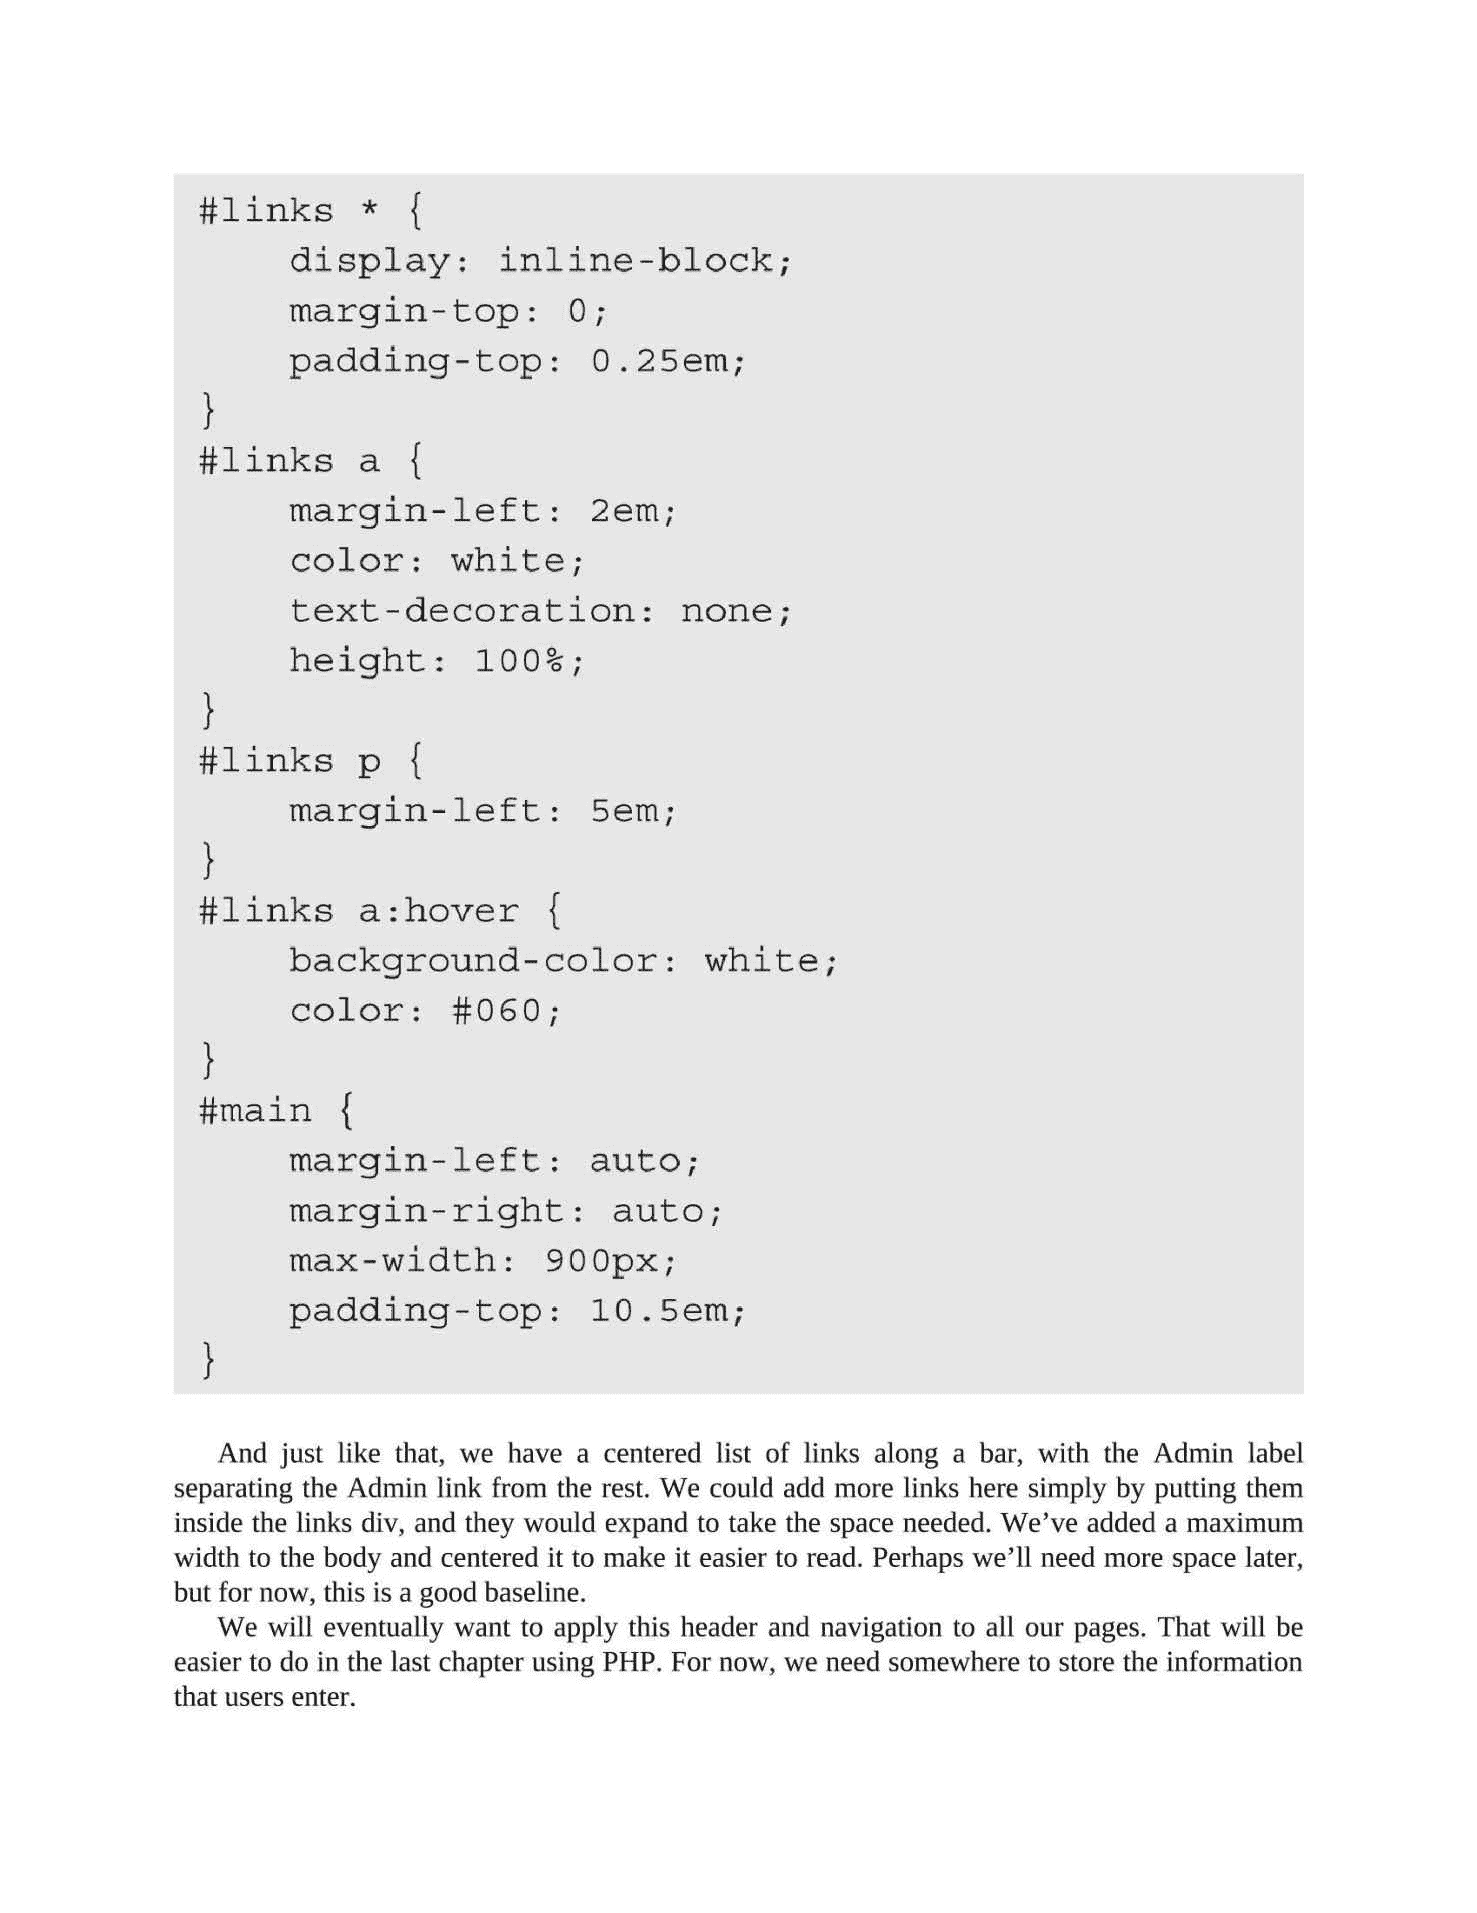 #links * {
    display: inline-block;
    margin-top: 0;
    padding-top: 0.25em;
}
#links a {
    margin-left: 2em;
    color: white;
    text-decoration: none;
    height: 100%;
}
#links p {
    margin-left: 5em;
}
#links a:hover {
    background-color: white;
    color: #060;
}
#main {
    margin-left: auto;
    margin-right: auto;
    max-width: 900px;
    padding-top: 10.5em;
}
And just like that, we have a centered list of links along a bar, with the Admin label
separating the Admin link from the rest. We could add more links here simply by putting them
inside the links div, and they would expand to take the space needed. We’ve added a maximum
width to the body and centered it to make it easier to read. Perhaps we’ll need more space later,
but for now, this is a good baseline.
We will eventually want to apply this header and navigation to all our pages. That will be
easier to do in the last chapter using PHP. For now, we need somewhere to store the information
that users enter.